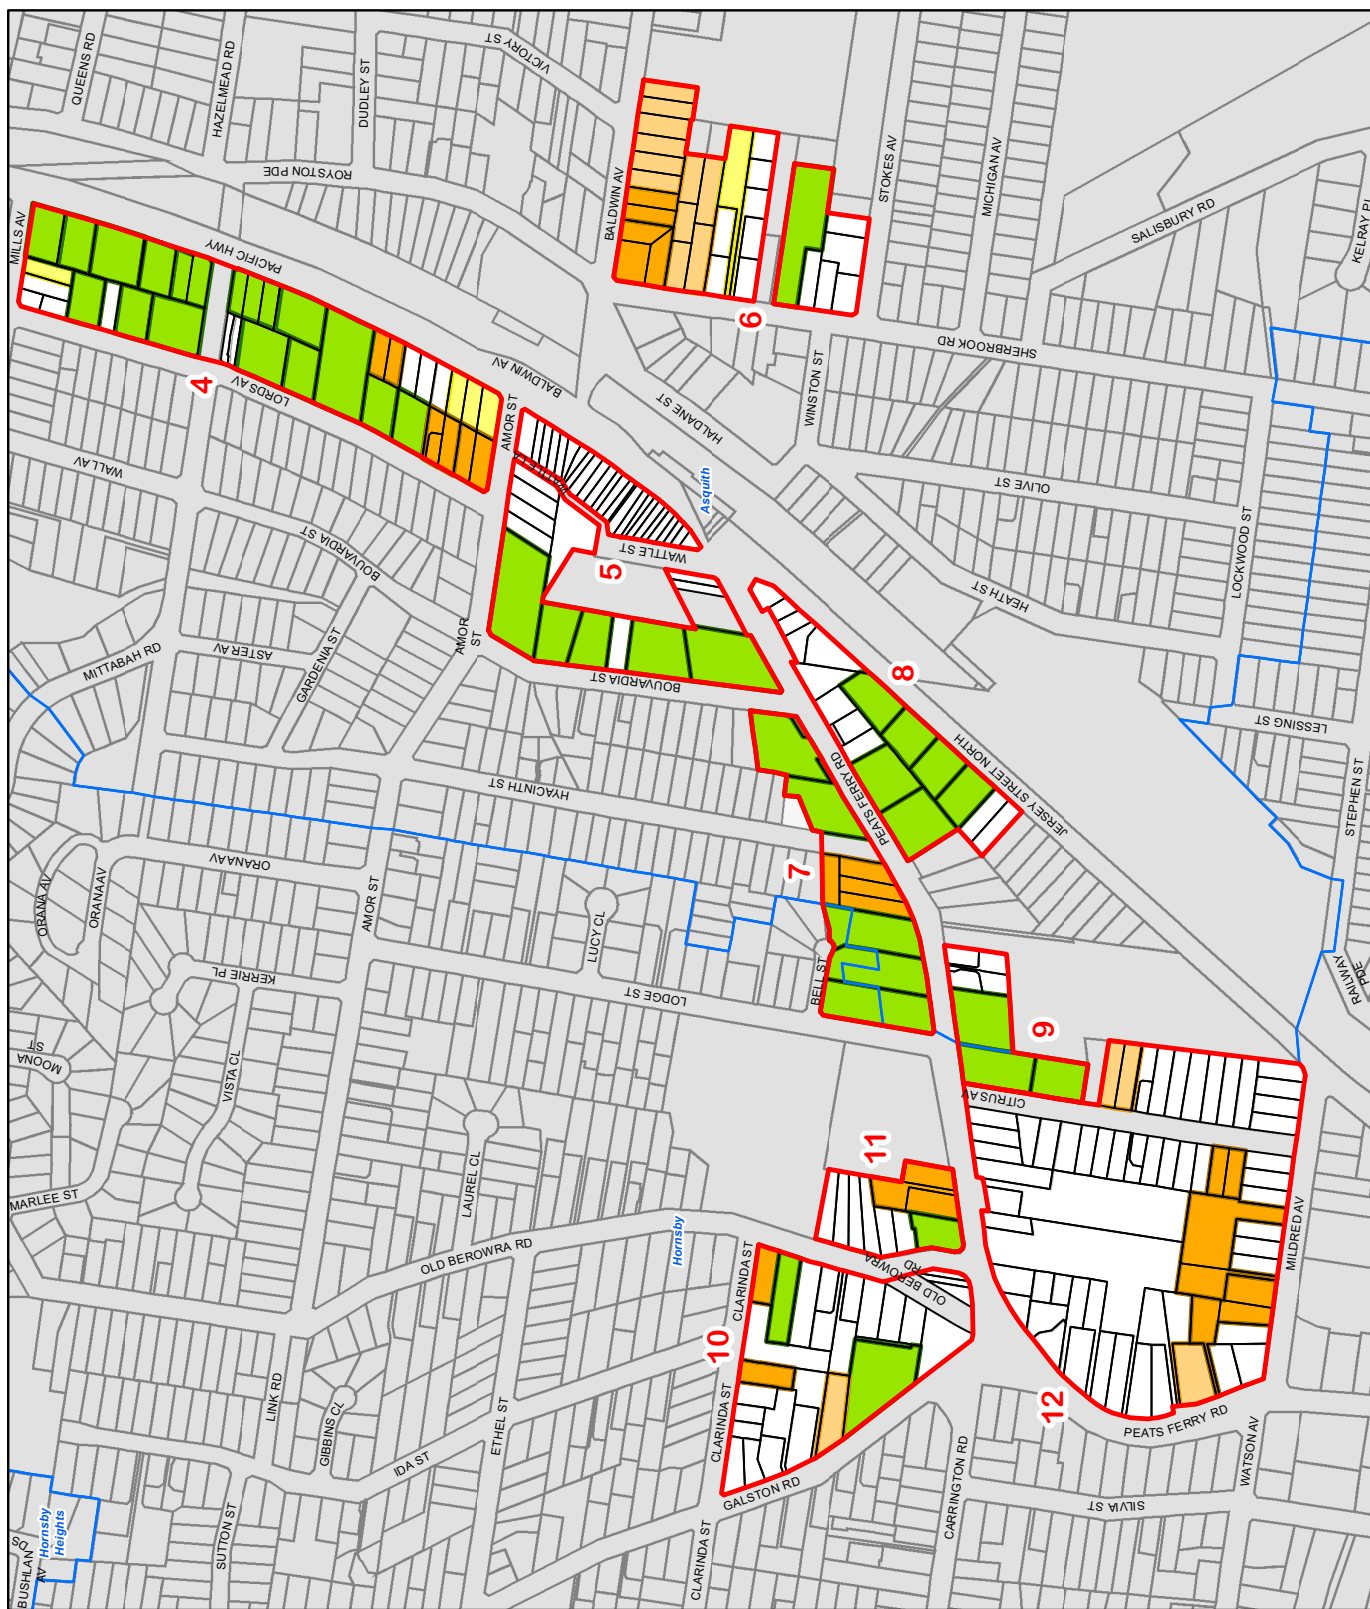 QUEENS RD
HAZELMEAD RD
DUDLEY ST
VICTORY ST
ROYSTON PDE
MILLS AV
PACIFIC HWY
BALDWIN AV
STOKES AV
MICHIGAN AV
SALISBURY RD
KELRAY PL
4
LORDS AV
6
SHERBROOK RD
BALDWIN AV
WINSTON ST
HALDANE ST
AMOR ST
WALL AV
BOUVARDIA ST
WATTLE LA
WATTLE ST
Asquith
OLIVE ST
LOCKWOOD ST
5
HEATH ST
MITTABAH RD
ASTER AV
GARDENIA ST
AMOR
ST
BOUVARDIA ST
8
LESSING ST
JERSEY STREET NORTH
STEPHEN ST
HYACINTH ST
PEATS FERRY RD
7
ORANA AV
ORANA AV
ORANA AV
AMOR ST
LUCY CL
BELL ST
KERRIE PL
LODGE ST
RAILWAY
PDE
9
MOONA
ST
VISTA CL
CITRUS AV
MARLEE ST
LAUREL CL
11
OLD BEROWRA RD
Hornsby
CLARINDA ST
OLD BEROWRA
RD
MILDRED AV
10
LINK RD
GIBBINS CL
IDA ST
ETHEL ST
CLARINDA ST
GALSTON RD
12
PEATS FERRY RD
CARRINGTON RD
WATSON AV
SILVIA ST
Hornsby
Heights
SUTTON ST
CLARINDA ST
BUSHLAN
DS
AV